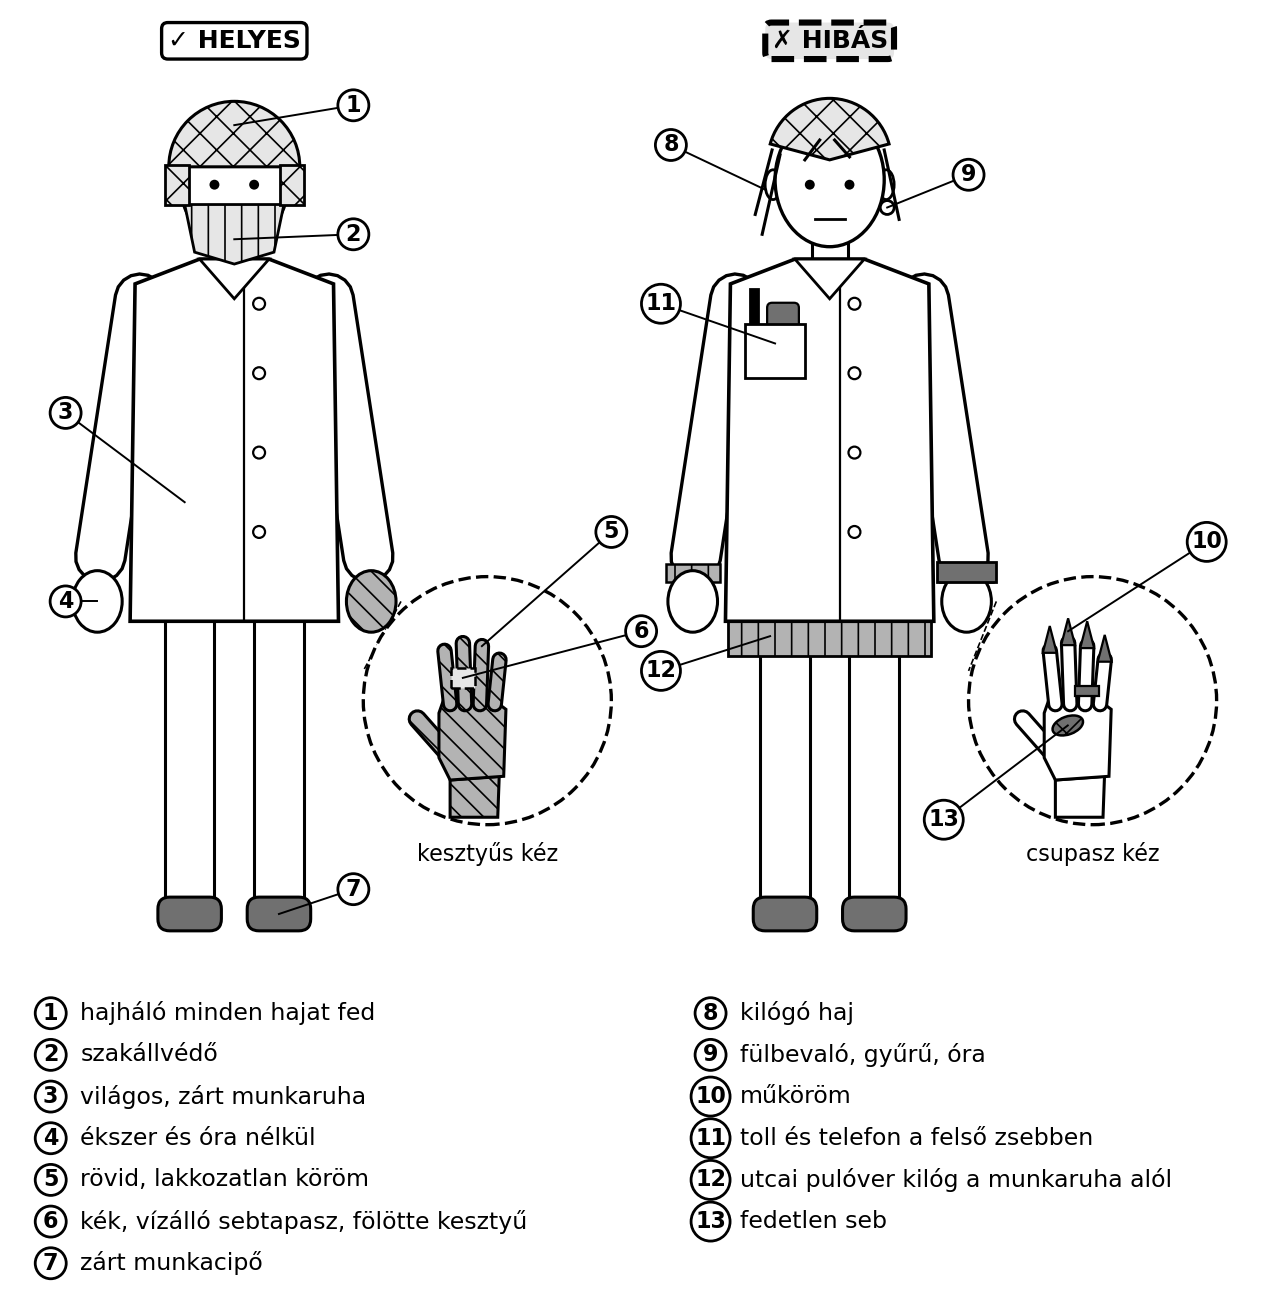 ✓ HELYES
✗ HIBÁS
1
8
9
2
11
3
5
10
4
6
12
13
kesztyűs kéz
csupasz kéz
7
1 hajháló minden hajat fed
2 szakállvédő
3 világos, zárt munkaruha
4 ékszer és óra nélkül
5 rövid, lakkozatlan köröm
6 kék, vízálló sebtapasz, fölötte kesztyű
7 zárt munkacipő
8 kilógó haj
9 fülbevaló, gyűrű, óra
10 műköröm
11 toll és telefon a felső zsebben
12 utcai pulóver kilóg a munkaruha alól
13 fedetlen seb